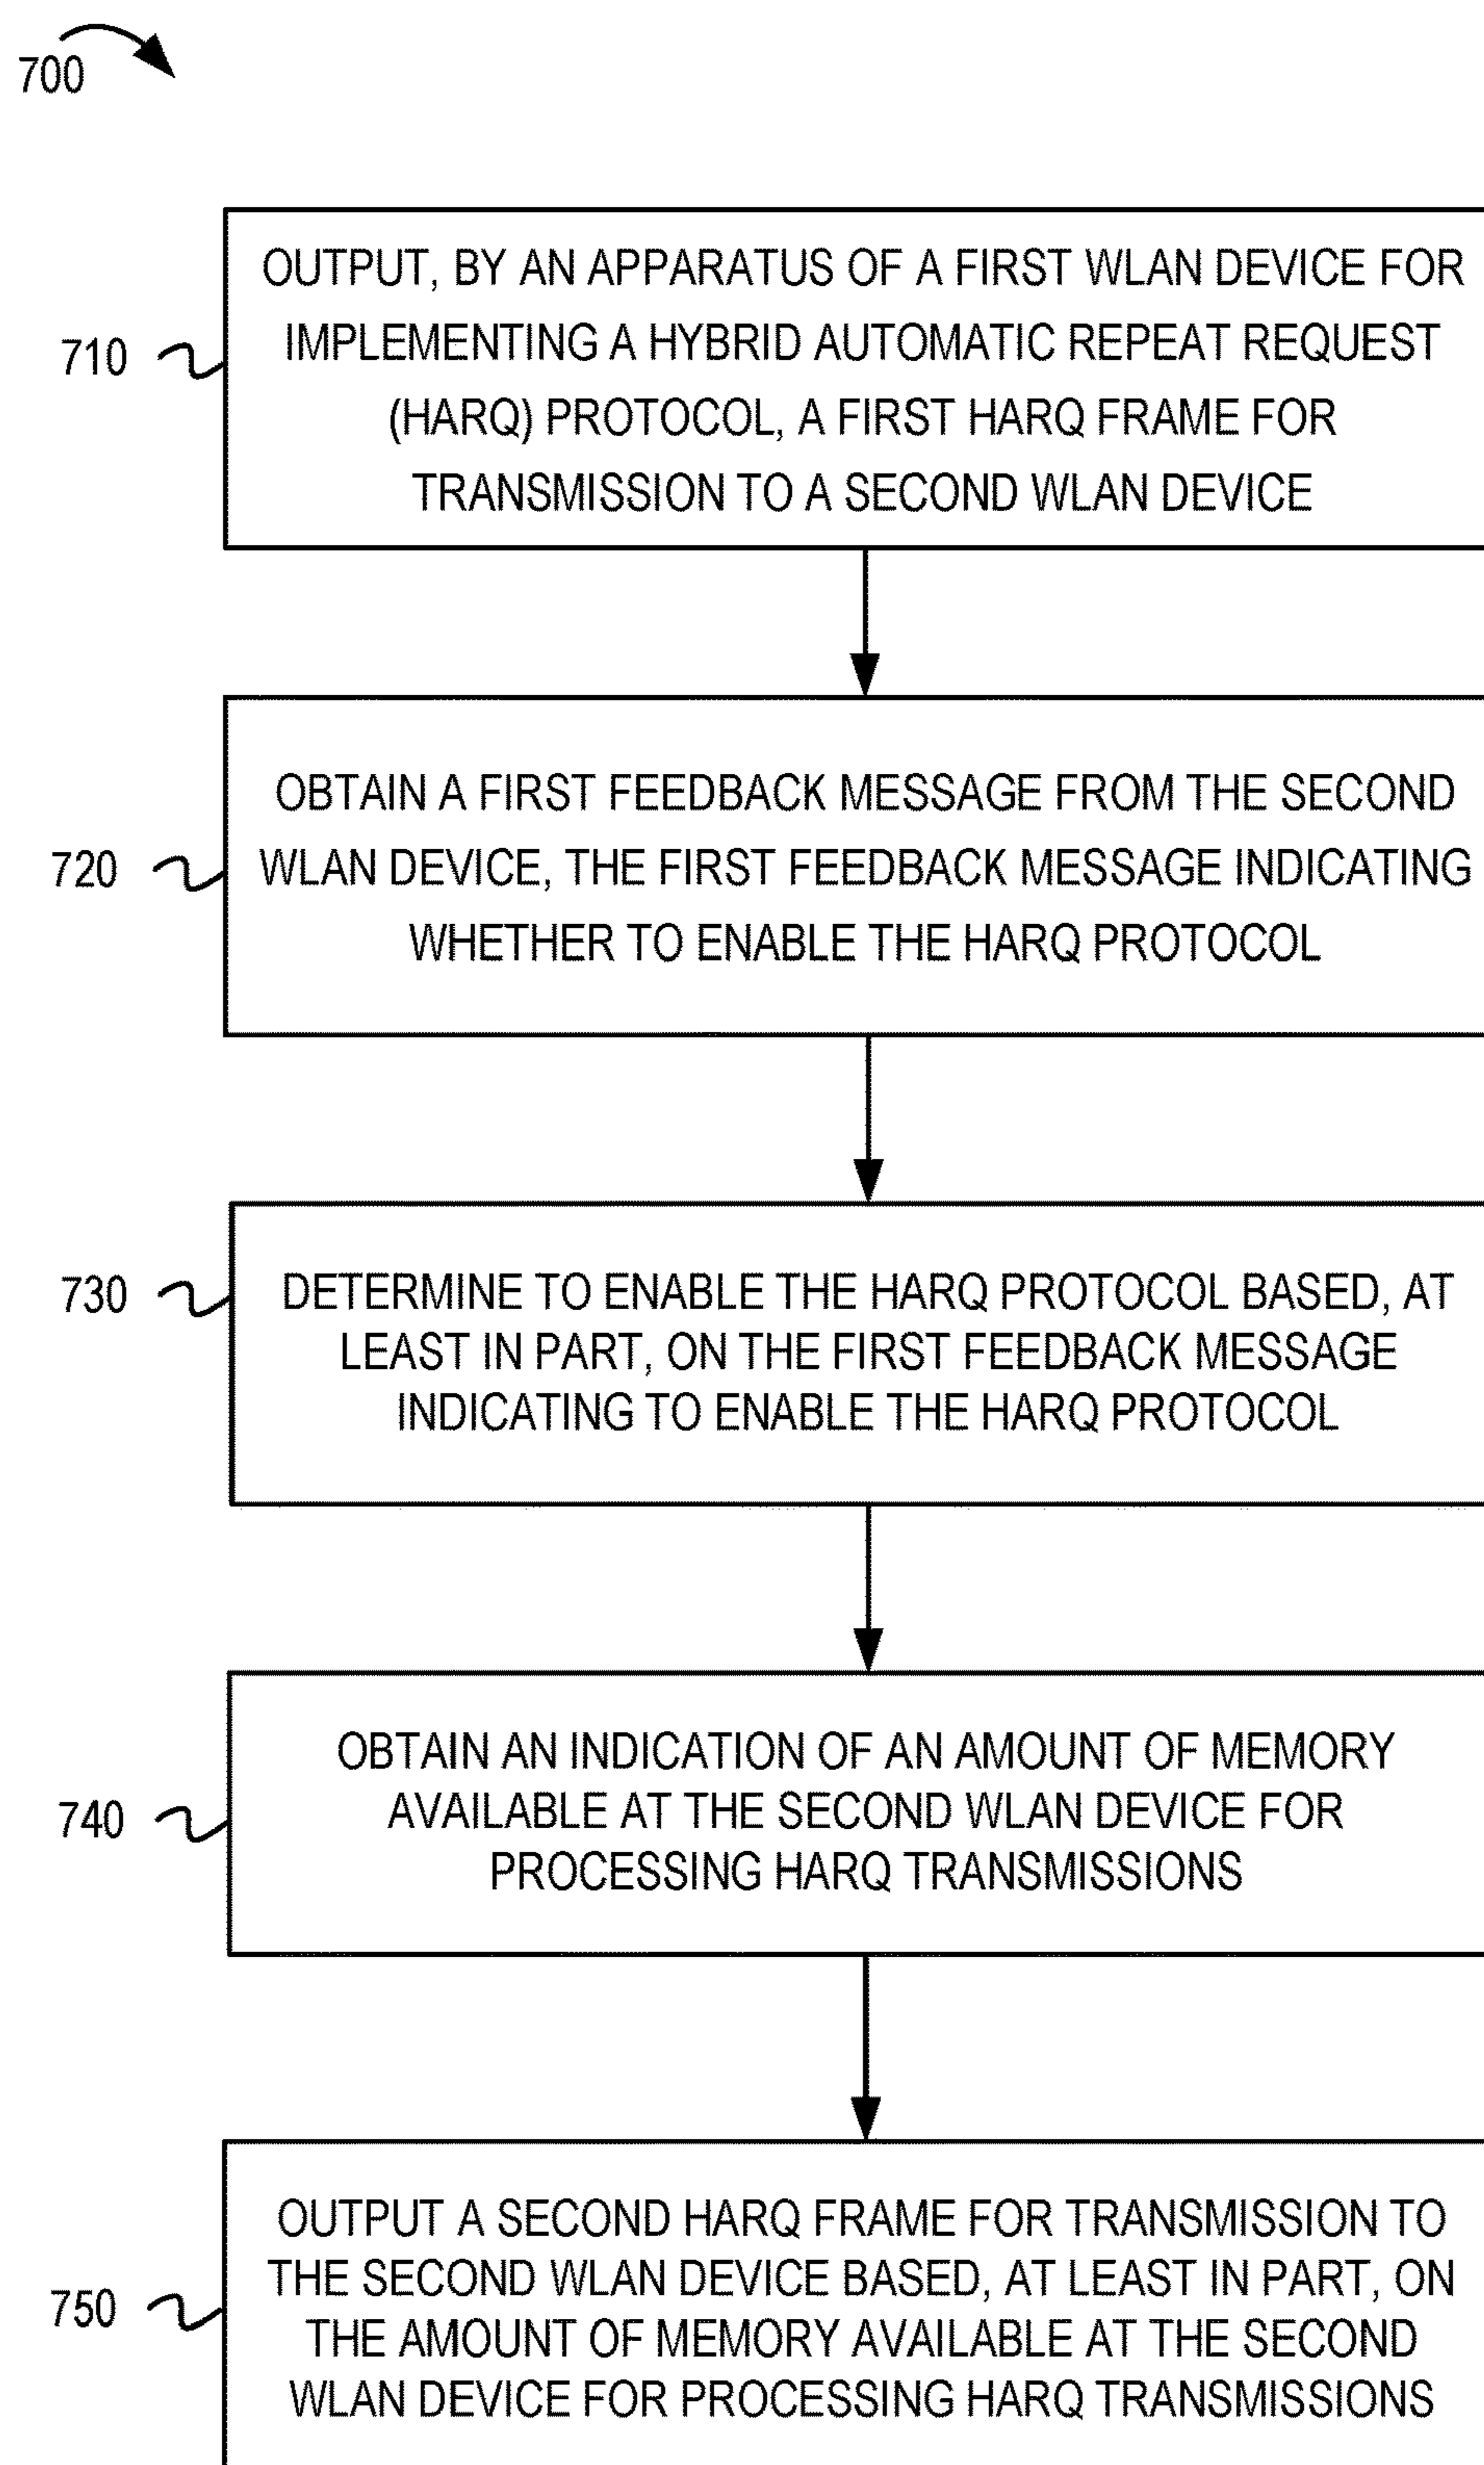 700
710
OUTPUT, BY AN APPARATUS OF A FIRST WLAN DEVICE FOR
IMPLEMENTING A HYBRID AUTOMATIC REPEAT REQUEST
(HARQ) PROTOCOL, A FIRST HARQ FRAME FOR
TRANSMISSION TO A SECOND WLAN DEVICE
720
OBTAIN A FIRST FEEDBACK MESSAGE FROM THE SECOND
WLAN DEVICE, THE FIRST FEEDBACK MESSAGE INDICATING
WHETHER TO ENABLE THE HARQ PROTOCOL
730
DETERMINE TO ENABLE THE HARQ PROTOCOL BASED, AT
LEAST IN PART, ON THE FIRST FEEDBACK MESSAGE
INDICATING TO ENABLE THE HARQ PROTOCOL
740
OBTAIN AN INDICATION OF AN AMOUNT OF MEMORY
AVAILABLE AT THE SECOND WLAN DEVICE FOR
PROCESSING HARQ TRANSMISSIONS
750
OUTPUT A SECOND HARQ FRAME FOR TRANSMISSION TO
THE SECOND WLAN DEVICE BASED, AT LEAST IN PART, ON
THE AMOUNT OF MEMORY AVAILABLE AT THE SECOND
WLAN DEVICE FOR PROCESSING HARQ TRANSMISSIONS